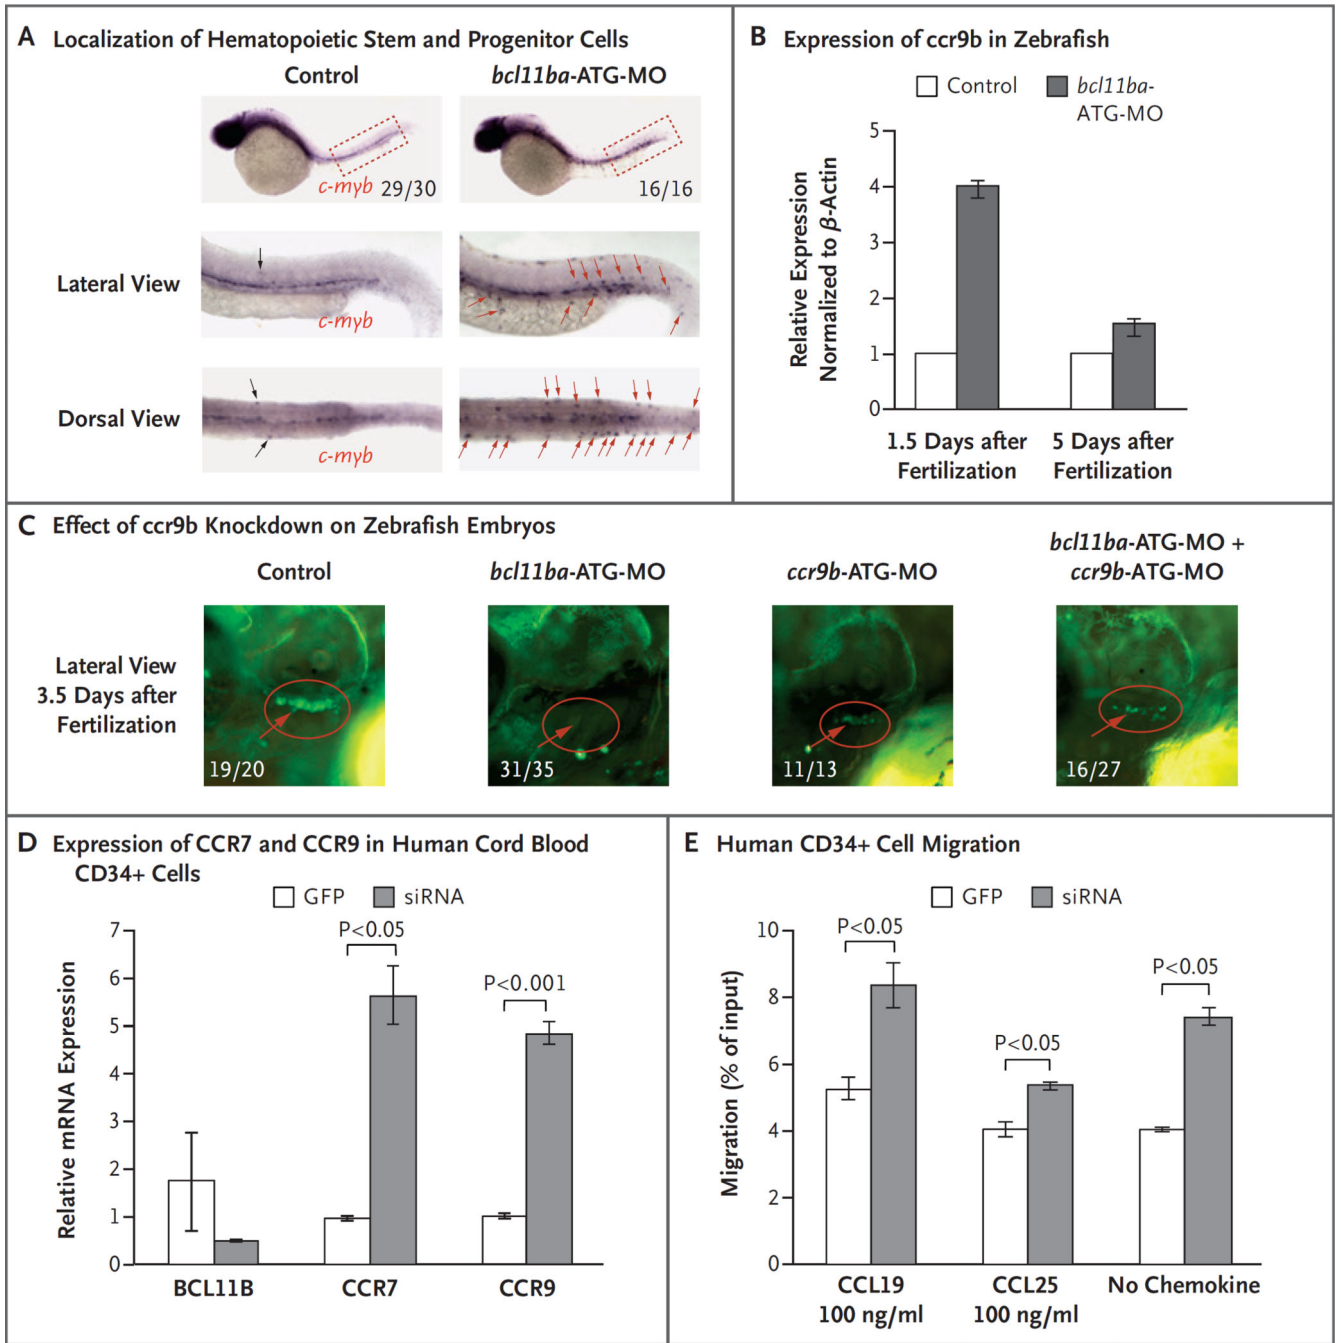 A Localization of Hematopoietic Stem and Progenitor Cells
Control
bcl11ba-ATG-MO
c-myb 29/30
16/16
Lateral View
c-myb
Dorsal View
c-myb
B Expression of ccr9b in Zebrafish
Control
bcl11ba-
ATG-MO
Relative Expression
Normalized to β-Actin
5
4
3
2
1
0
1.5 Days after
Fertilization
5 Days after
Fertilization
C Effect of ccr9b Knockdown on Zebrafish Embryos
Control
bcl11ba-ATG-MO
ccr9b-ATG-MO
bcl11ba-ATG-MO +
ccr9b-ATG-MO
Lateral View
3.5 Days after
Fertilization
19/20
31/35
11/13
16/27
D Expression of CCR7 and CCR9 in Human Cord Blood
CD34+ Cells
GFP
siRNA
Relative mRNA Expression
7
6
5
4
3
2
1
0
P<0.05
P<0.001
BCL11B
CCR7
CCR9
E Human CD34+ Cell Migration
GFP
siRNA
Migration (% of input)
10
8
6
4
2
0
P<0.05
P<0.05
P<0.05
CCL19
100 ng/ml
CCL25
100 ng/ml
No Chemokine